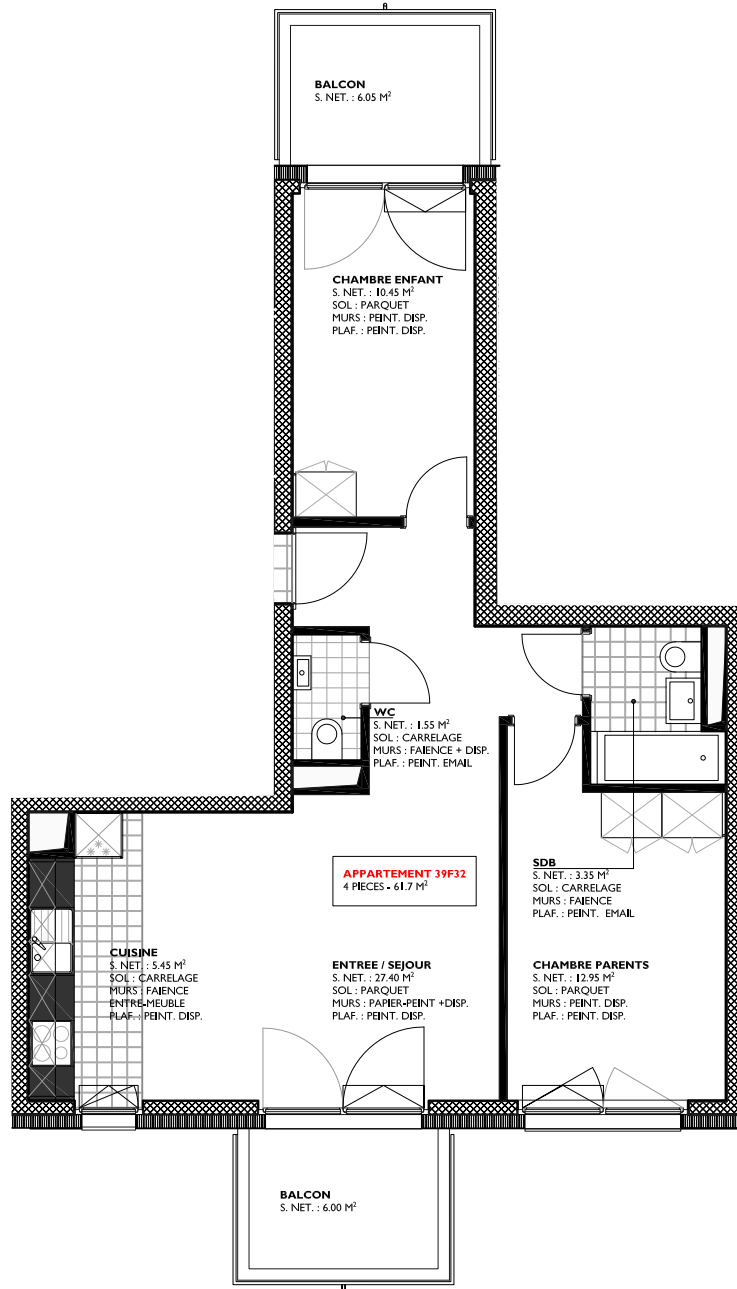 BALCON
S. NET. : 6.05 M²
CHAMBRE ENFANT
S. NET. : 10.45 M²
SOL : PARQUET
MURS : PEINT. DISP.
PLAF. : PEINT. DISP.
WC
S. NET. : 1.55 M²
SOL : CARRELAGE
MURS : FAIENCE + DISP.
PLAF. : PEINT. EMAIL
APPARTEMENT 39F32
4 PIECES - 61.7 M²
SDB
S. NET. : 3.35 M²
SOL : CARRELAGE
MURS : FAIENCE
PLAF. : PEINT. EMAIL
CUISINE
S. NET. : 5.45 M²
SOL : CARRELAGE
MURS : FAIENCE
ENTRE-MEUBLE
PLAF. : PEINT. DISP.
ENTREE / SEJOUR
S. NET. : 27.40 M²
SOL : PARQUET
MURS : PAPIER-PEINT +DISP.
PLAF. : PEINT. DISP.
CHAMBRE PARENTS
S. NET. : 12.95 M²
SOL : PARQUET
MURS : PEINT. DISP.
PLAF. : PEINT. DISP.
BALCON
S. NET. : 6.00 M²